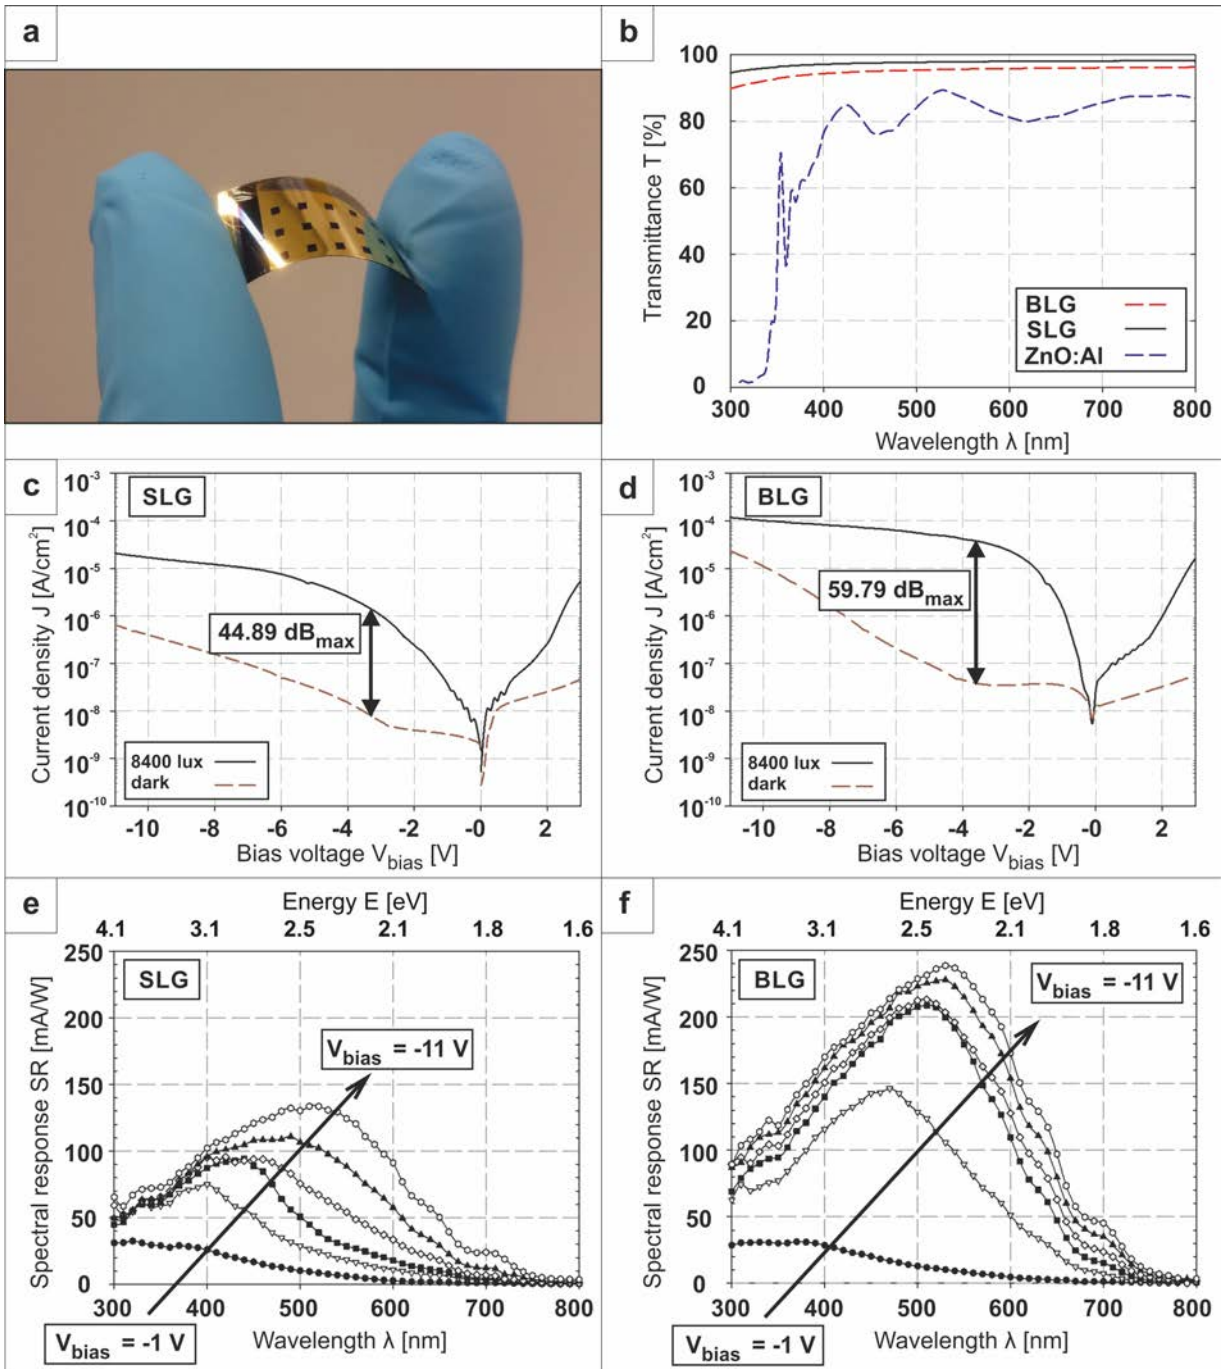 a
b
100
80
60
40
20
0
Transmittance T [%]
BLG
SLG
ZnO:Al
300 400 500 600 700 800
Wavelength λ [nm]
c
SLG
10⁻³
10⁻⁴
10⁻⁵
10⁻⁶
10⁻⁷
10⁻⁸
10⁻⁹
10⁻¹⁰
Current density J [A/cm²]
44.89 dBmax
8400 lux
dark
-10 -8 -6 -4 -2 -0 2
Bias voltage Vbias [V]
d
BLG
10⁻³
10⁻⁴
10⁻⁵
10⁻⁶
10⁻⁷
10⁻⁸
10⁻⁹
10⁻¹⁰
Current density J [A/cm²]
59.79 dBmax
8400 lux
dark
-10 -8 -6 -4 -2 -0 2
Bias voltage Vbias [V]
e
Energy E [eV]
4.1 3.1 2.5 2.1 1.8 1.6
SLG
250
200
150
100
50
0
Spectral response SR [mA/W]
Vbias = -11 V
300 400 500 600 700 800
Vbias = -1 V
Wavelength λ [nm]
f
Energy E [eV]
4.1 3.1 2.5 2.1 1.8 1.6
BLG
250
200
150
100
50
0
Spectral response SR [mA/W]
Vbias = -11 V
300 400 500 600 700 800
Vbias = -1 V
Wavelength λ [nm]